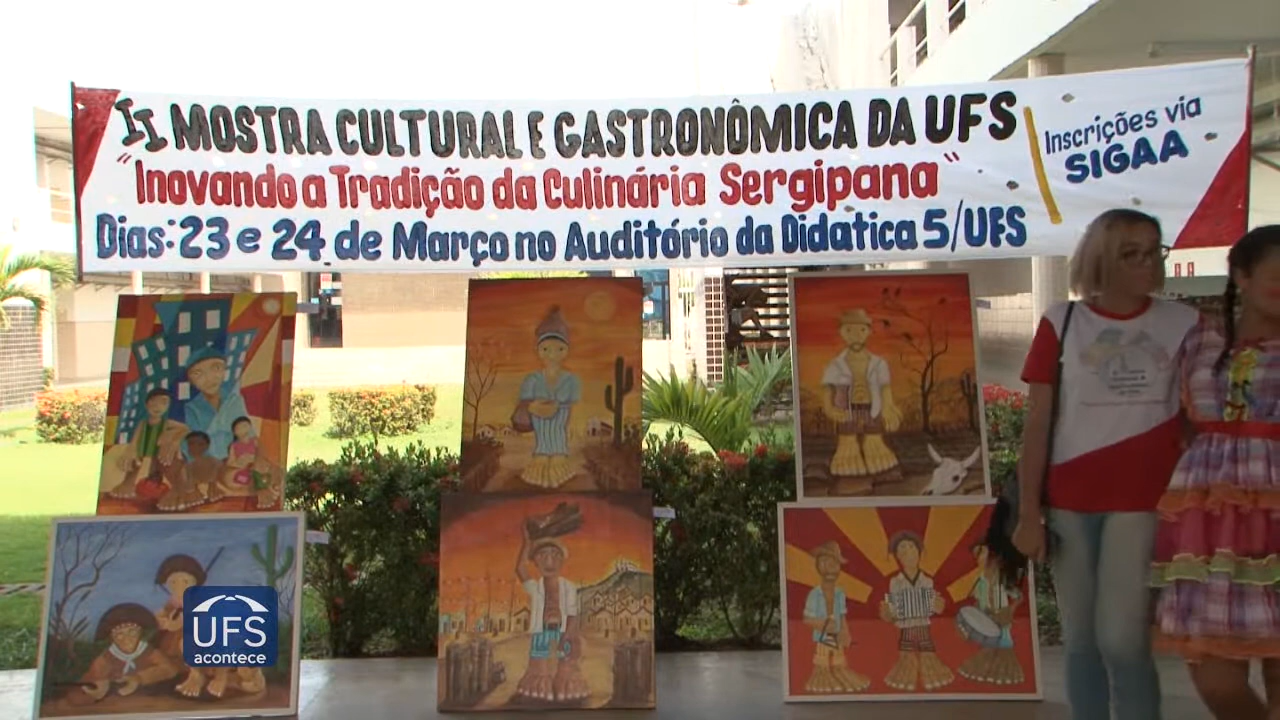 II MOSTRA CULTURAL E GASTRONÔMICA DA UFS
"Inovando a Tradição da Culinária Sergipana"
Dias: 23 e 24 de Março no Auditório da Didatica 5/UFS
Inscrições via
SIGAA
UFS
acontece